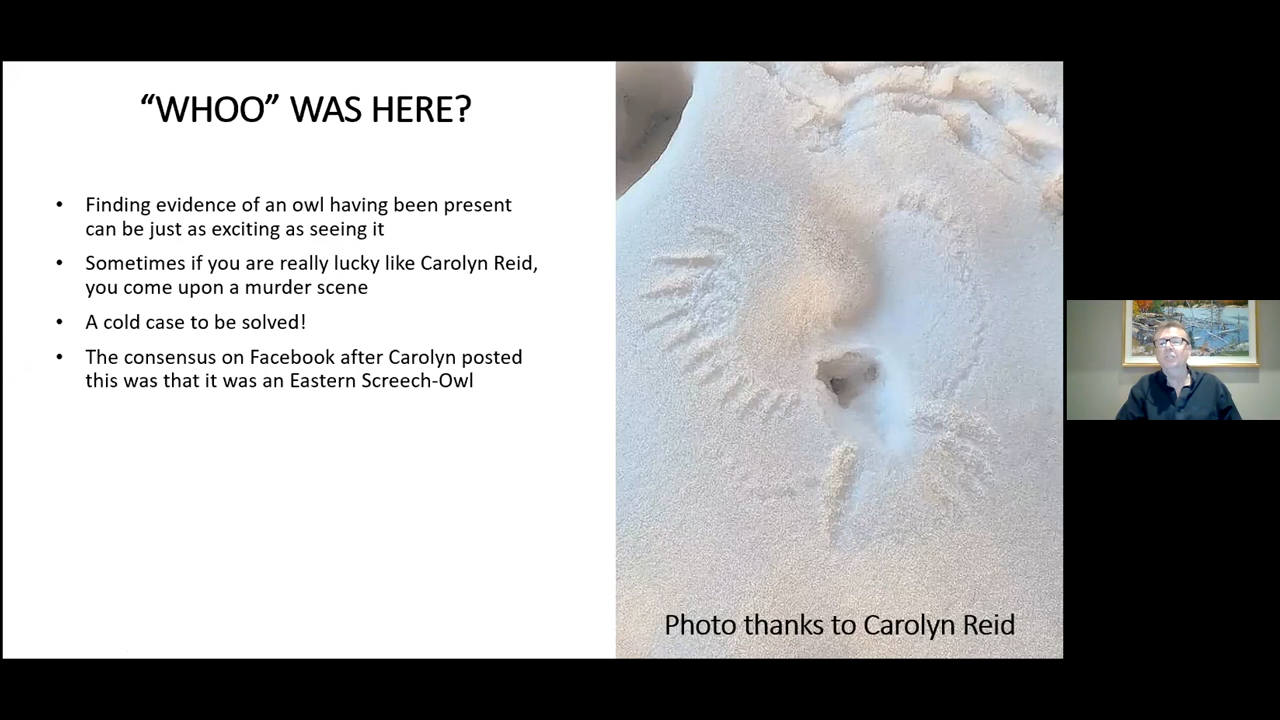 “WHOO” WAS HERE?
• Finding evidence of an owl having been present
can be just as exciting as seeing it
• Sometimes if you are really lucky like Carolyn Reid,
you come upon a murder scene
• A cold case to be solved!
• The consensus on Facebook after Carolyn posted
this was that it was an Eastern Screech-Owl
Photo thanks to Carolyn Reid